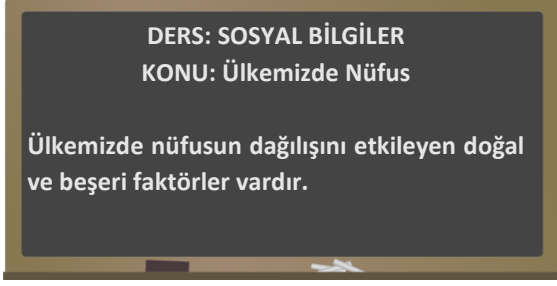 DERS: SOSYAL BİLGİLER
KONU: Ülkemizde Nüfus
Ülkemizde nüfusun dağılışını etkileyen doğal
ve beşeri faktörler vardır.